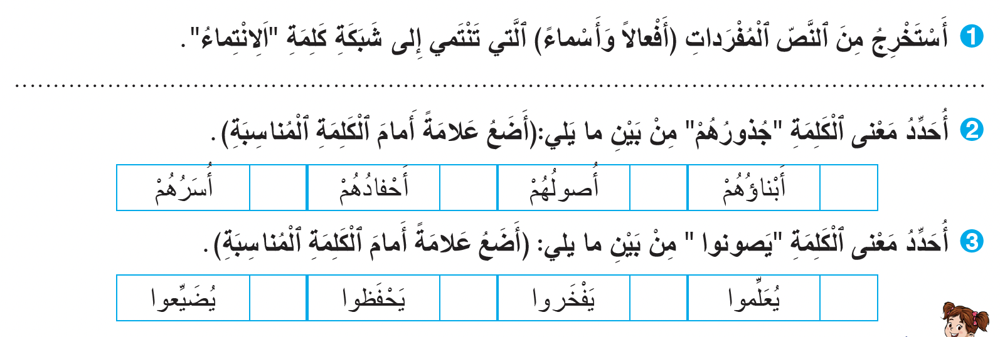 1 أَسْتَخْرِجُ مِنَ ٱلنَّصّ ٱلْمُفْرَداتِ (أَفْعالاً وَأَسْماءً) ٱلَّتي تَنْتَمي إِلى شَبَكَةِ كَلِمَةِ "اَلِانْتِماءُ".
........................................................................................................................
2 أُحَدِّدُ مَعْنى ٱلْكَلِمَةِ "جُذورُهُمْ" مِنْ بَيْنِ ما يَلي:(أَضَعُ عَلامَةً أَمامَ ٱلْكَلِمَةِ ٱلْمُناسِبَةِ).
أَبْناؤُهُمْ أُصولُهُمْ أَحْفادُهُمْ أُسَرُهُمْ
3 أُحَدِّدُ مَعْنى ٱلْكَلِمَةِ "يَصونوا " مِنْ بَيْنِ ما يلي: (أَضَعُ عَلامَةً أَمامَ ٱلْكَلِمَةِ ٱلْمُناسِبَةِ).
يُعَلِّموا يَفْخَروا يَحْفَظوا يُضَيِّعوا